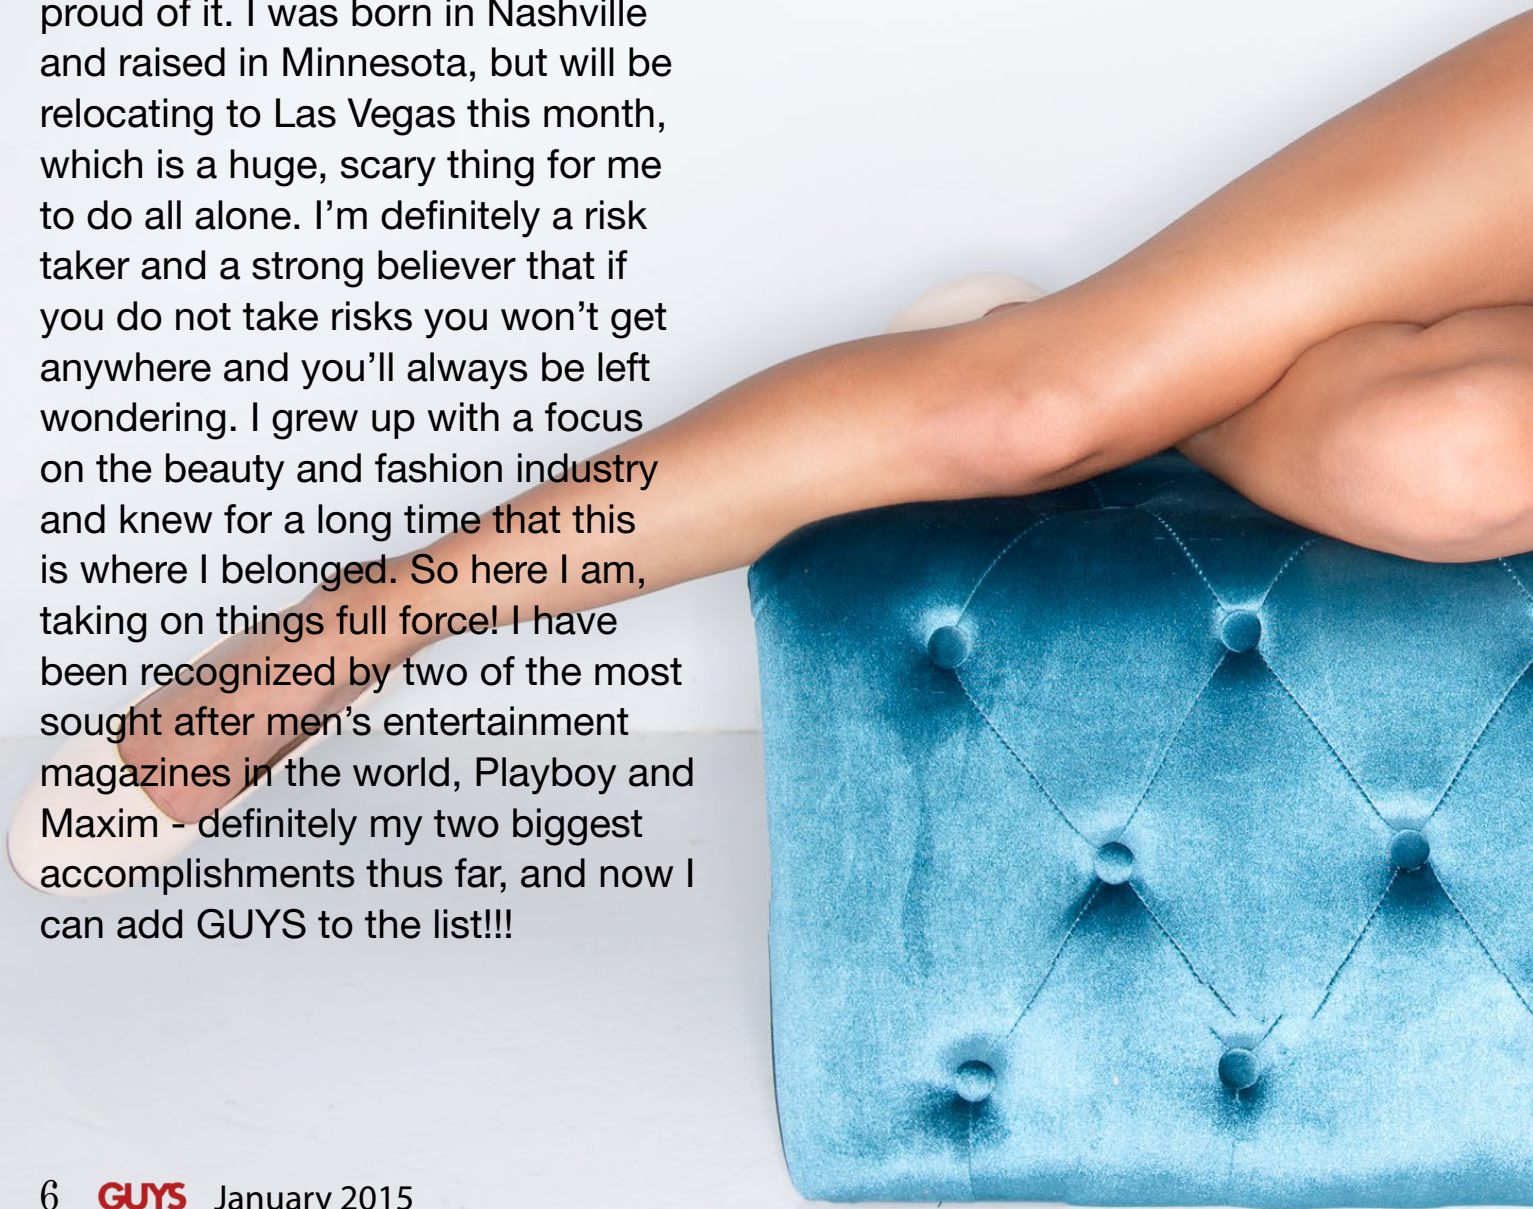 proud of it. I was born in Nashville
and raised in Minnesota, but will be
relocating to Las Vegas this month,
which is a huge, scary thing for me
to do all alone. I’m definitely a risk
taker and a strong believer that if
you do not take risks you won’t get
anywhere and you’ll always be left
wondering. I grew up with a focus
on the beauty and fashion industry
and knew for a long time that this
is where I belonged. So here I am,
taking on things full force! I have
been recognized by two of the most
sought after men’s entertainment
magazines in the world, Playboy and
Maxim - definitely my two biggest
accomplishments thus far, and now I
can add GUYS to the list!!!
6 GUYS January 2015